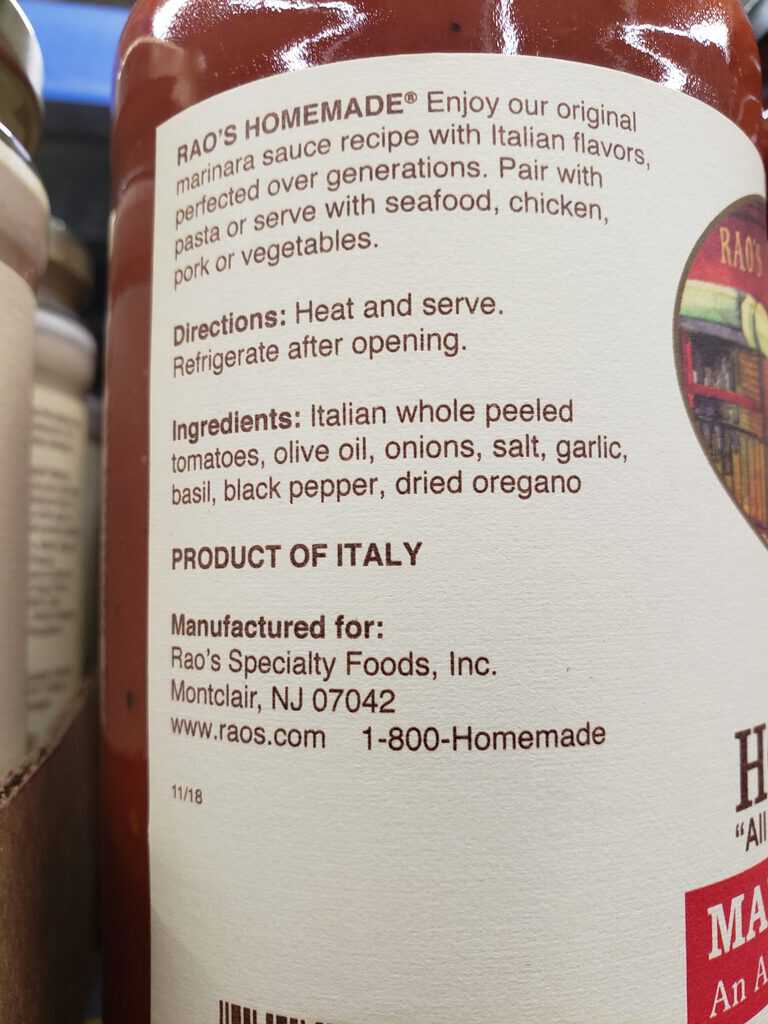 RAO'S HOMEMADE® Enjoy our original
marinara sauce recipe with Italian flavors,
perfected over generations. Pair with
pasta or serve with seafood, chicken,
pork or vegetables.
Directions: Heat and serve.
Refrigerate after opening.
Ingredients: Italian whole peeled
tomatoes, olive oil, onions, salt, garlic,
basil, black pepper, dried oregano
PRODUCT OF ITALY
Manufactured for:
Rao's Specialty Foods, Inc.
Montclair, NJ 07042
www.raos.com 1-800-Homemade
11/18
RAO'S
H
"All
MA
An A